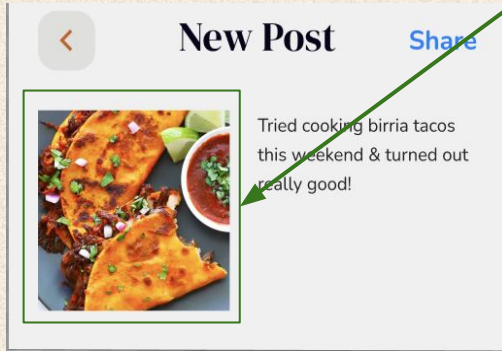 New Post
Share
Tried cooking birria tacos
this weekend & turned out
really good!